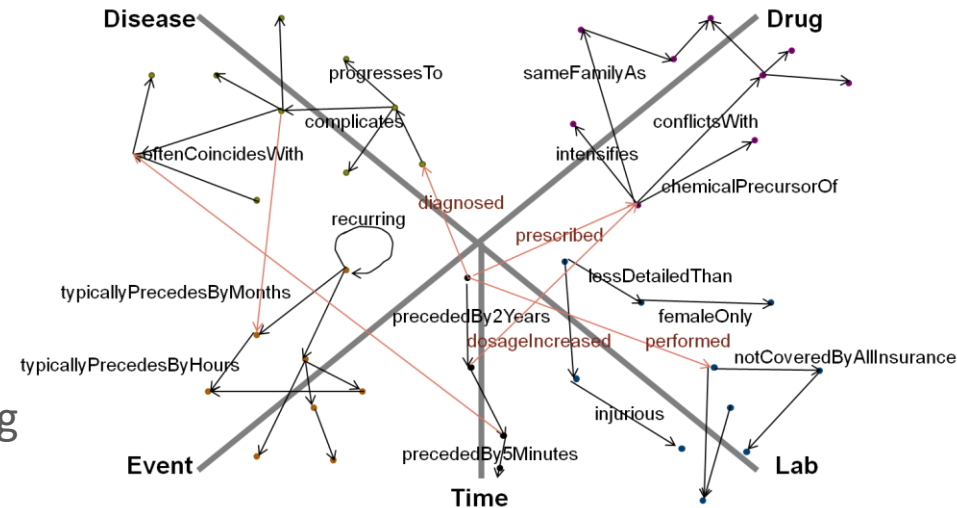 Disease
Drug
progressesTo
sameFamilyAs
complicates
conflictsWith
oftenCoincidesWith
intensifies
chemicalPrecursorOf
diagnosed
recurring
prescribed
lossDetailedThan
typicallyPrecedesByMonths
precededBy2Years
femaleOnly
dosageIncreased
performed
notCoveredByAllInsurance
typicallyPrecedesByHours
injurious
g
precededBy5Minutes
Event
Lab
Time